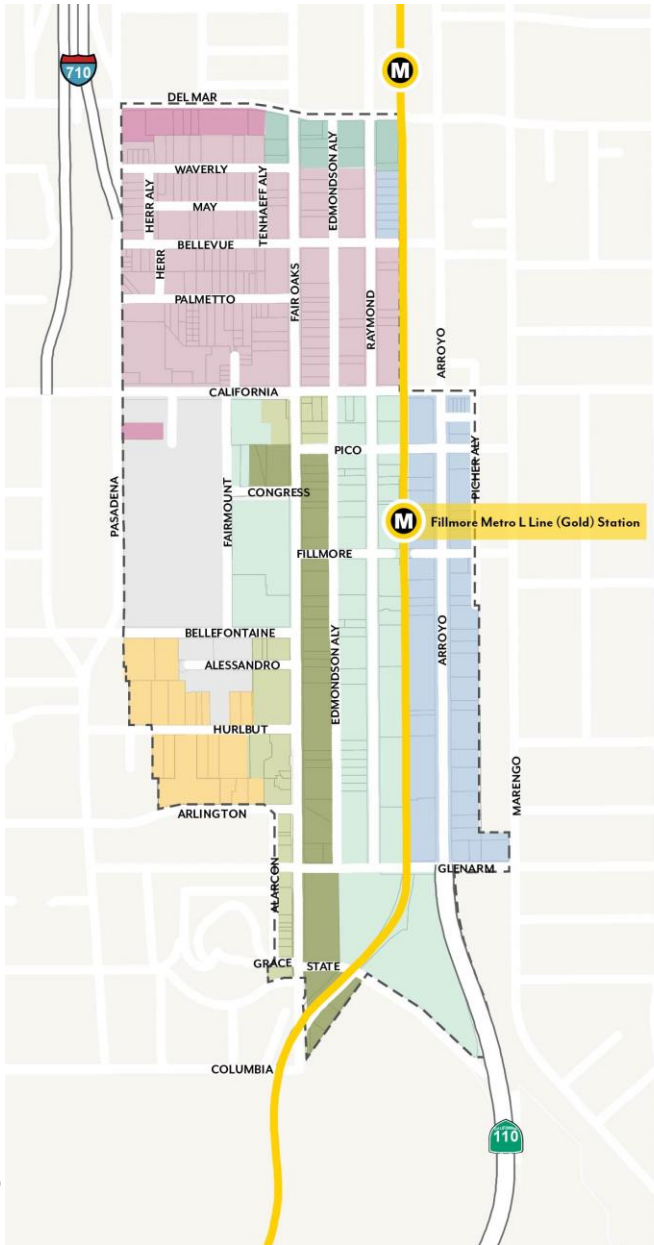 710
M
DEL MAR
WAVERLY
HERR ALY
MAY
TENHAEFF ALY
EDMONDSON ALY
BELLEVUE
HERR
PALMETTO
FAIR OAKS
RAYMOND
ARROYO
CALIFORNIA
PICO
PICHER ALY
PASADENA
FAIRMOUNT
CONGRESS
M
Fillmore Metro L Line (Gold) Station
FILLMORE
BELLEFONTAINE
ALESSANDRO
EDMONDSON ALY
ARROYO
HURLBUT
MARENGO
ARLINGTON
GLENARM
ALARCON
GRACE
STATE
COLUMBIA
CALIFORNIA
110